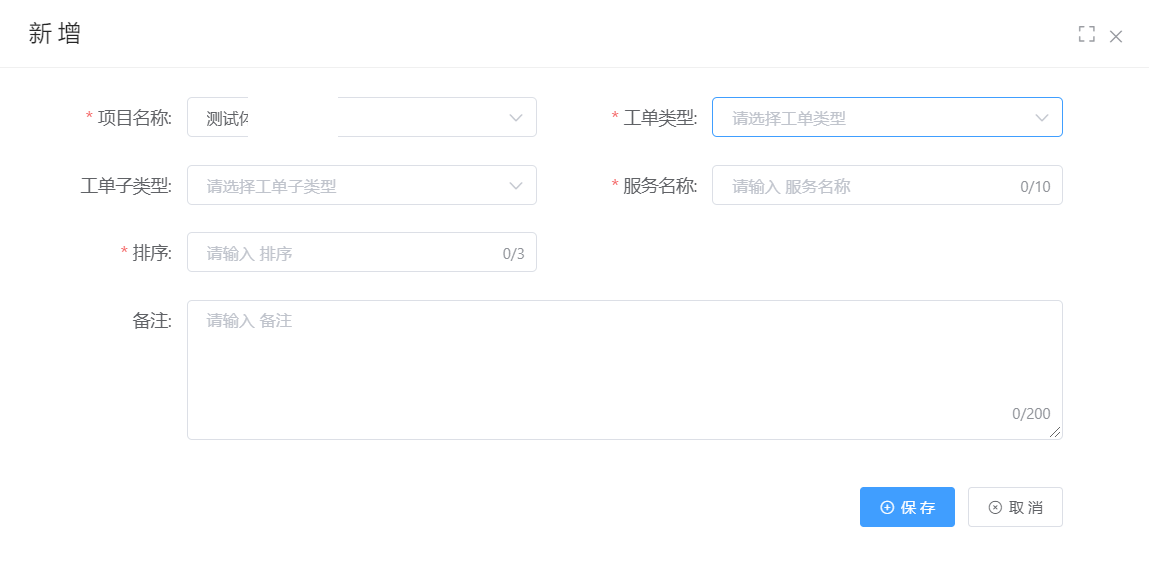 新增
* 项目名称: 测试
* 工单类型: 请选择工单类型
工单子类型: 请选择工单子类型
* 服务名称: 请输入 服务名称 0/10
* 排序: 请输入 排序 0/3
备注: 请输入 备注
0/200
保存 取消